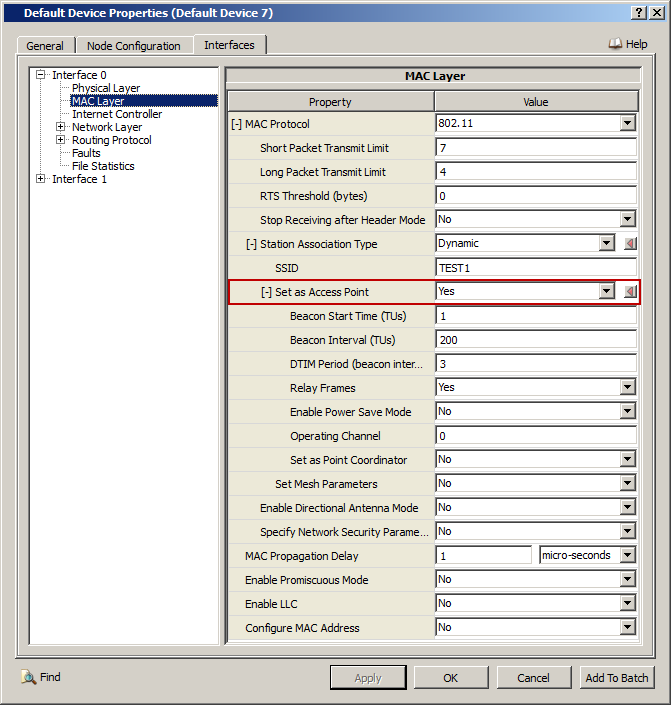 Default Device Properties (Default Device 7)
General Node Configuration Interfaces Help
Interface 0
Physical Layer
MAC Layer
Internet Controller
Network Layer
Routing Protocol
Faults
File Statistics
Interface 1
MAC Layer
Property Value
[-] MAC Protocol 802.11
Short Packet Transmit Limit 7
Long Packet Transmit Limit 4
RTS Threshold (bytes) 0
Stop Receiving after Header Mode No
[-] Station Association Type Dynamic
SSID TEST1
[-] Set as Access Point Yes
Beacon Start Time (TUs) 1
Beacon Interval (TUs) 200
DTIM Period (beacon inter... 3
Relay Frames Yes
Enable Power Save Mode No
Operating Channel 0
Set as Point Coordinator No
Set Mesh Parameters No
Enable Directional Antenna Mode No
Specify Network Security Parame... No
MAC Propagation Delay 1 micro-seconds
Enable Promiscuous Mode No
Enable LLC No
Configure MAC Address No
Find Apply OK Cancel Add To Batch